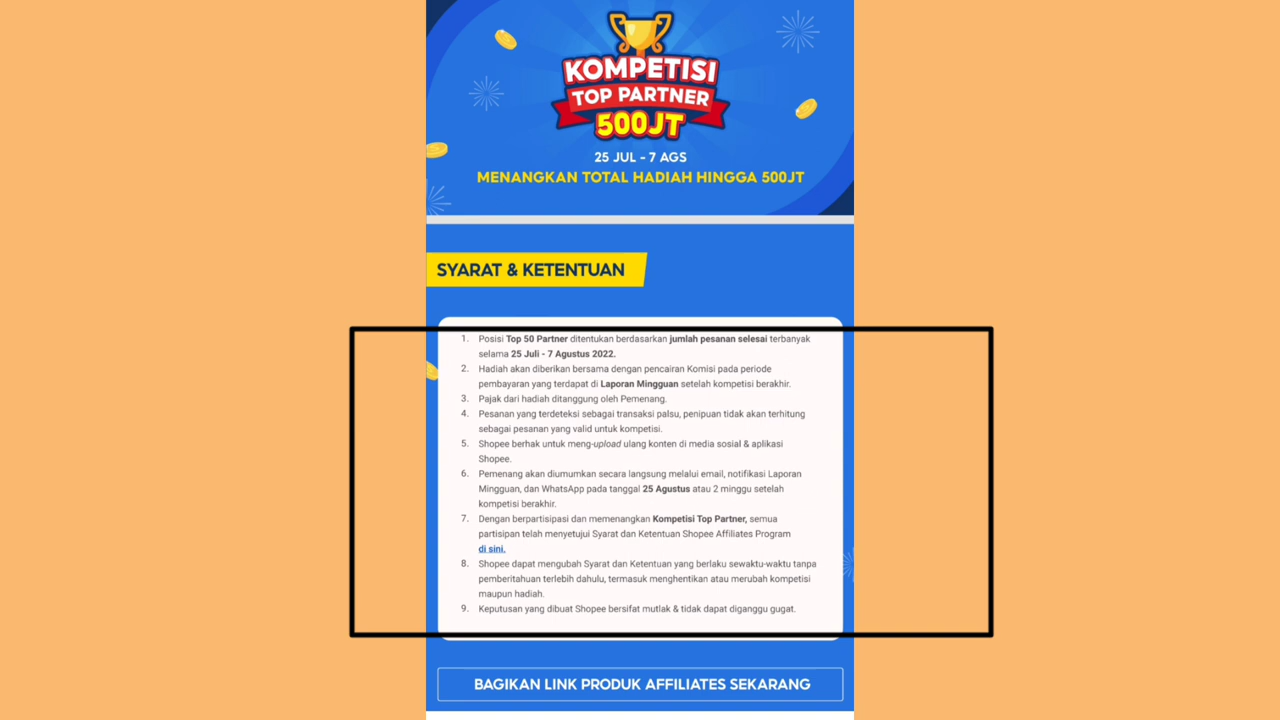 KOMPETISI
TOP PARTNER
500JT
25 JUL - 7 AGS
MENANGKAN TOTAL HADIAH HINGGA 500JT
SYARAT & KETENTUAN
1. Posisi Top 50 Partner ditentukan berdasarkan jumlah pesanan selesai terbanyak
selama 25 Juli - 7 Agustus 2022.
2. Hadiah akan diberikan bersama dengan pencairan Komisi pada periode
pembayaran yang terdapat di Laporan Mingguan setelah kompetisi berakhir.
3. Pajak dari hadiah ditanggung oleh Pemenang.
4. Pesanan yang terdeteksi sebagai transaksi palsu, penipuan tidak akan terhitung
sebagai pesanan yang valid untuk kompetisi.
5. Shopee berhak untuk meng-upload ulang konten di media sosial & aplikasi
Shopee.
6. Pemenang akan diumumkan secara langsung melalui email, notifikasi Laporan
Mingguan, dan WhatsApp pada tanggal 25 Agustus atau 2 minggu setelah
kompetisi berakhir.
7. Dengan berpartisipasi dan memenangkan Kompetisi Top Partner, semua
partisipan telah menyetujui Syarat dan Ketentuan Shopee Affiliates Program
di sini.
8. Shopee dapat mengubah Syarat dan Ketentuan yang berlaku sewaktu-waktu tanpa
pemberitahuan terlebih dahulu, termasuk menghentikan atau merubah kompetisi
maupun hadiah.
9. Keputusan yang dibuat Shopee bersifat mutlak & tidak dapat diganggu gugat.
BAGIKAN LINK PRODUK AFFILIATES SEKARANG